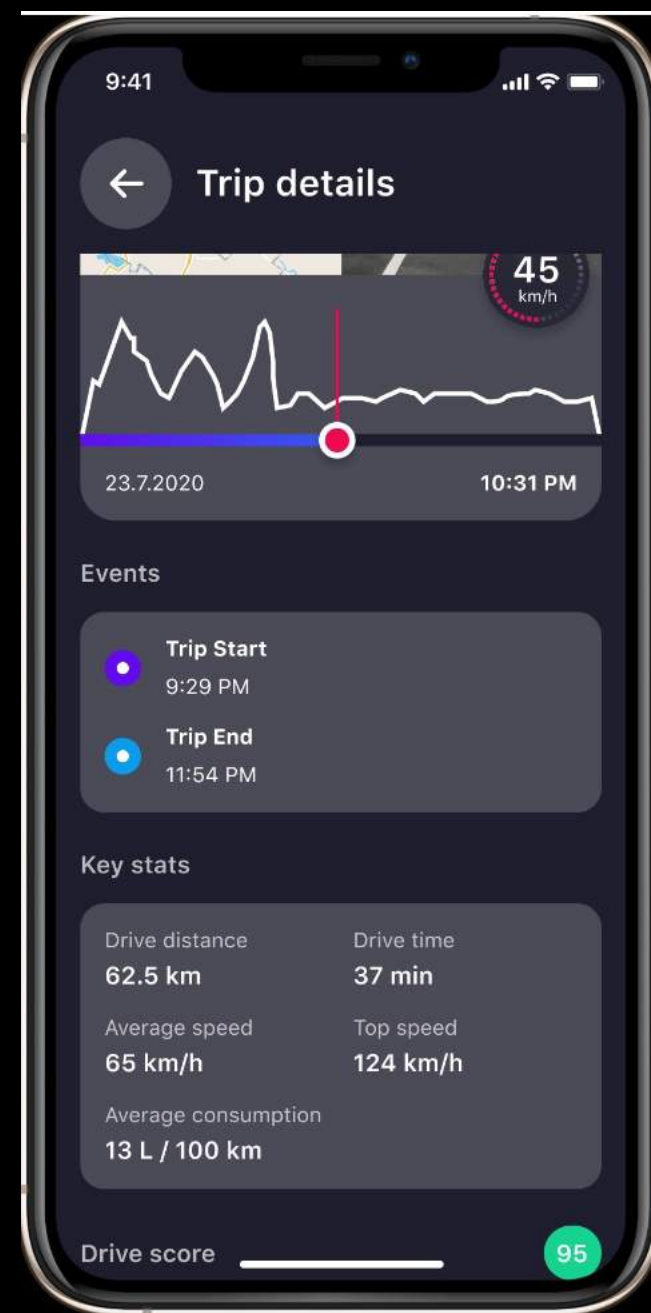 9:41
Trip details
45
km/h
23.7.2020 10:31 PM
Events
Trip Start
9:29 PM
Trip End
11:54 PM
Key stats
Drive distance Drive time
62.5 km 37 min
Average speed Top speed
65 km/h 124 km/h
Average consumption
13 L / 100 km
Drive score 95